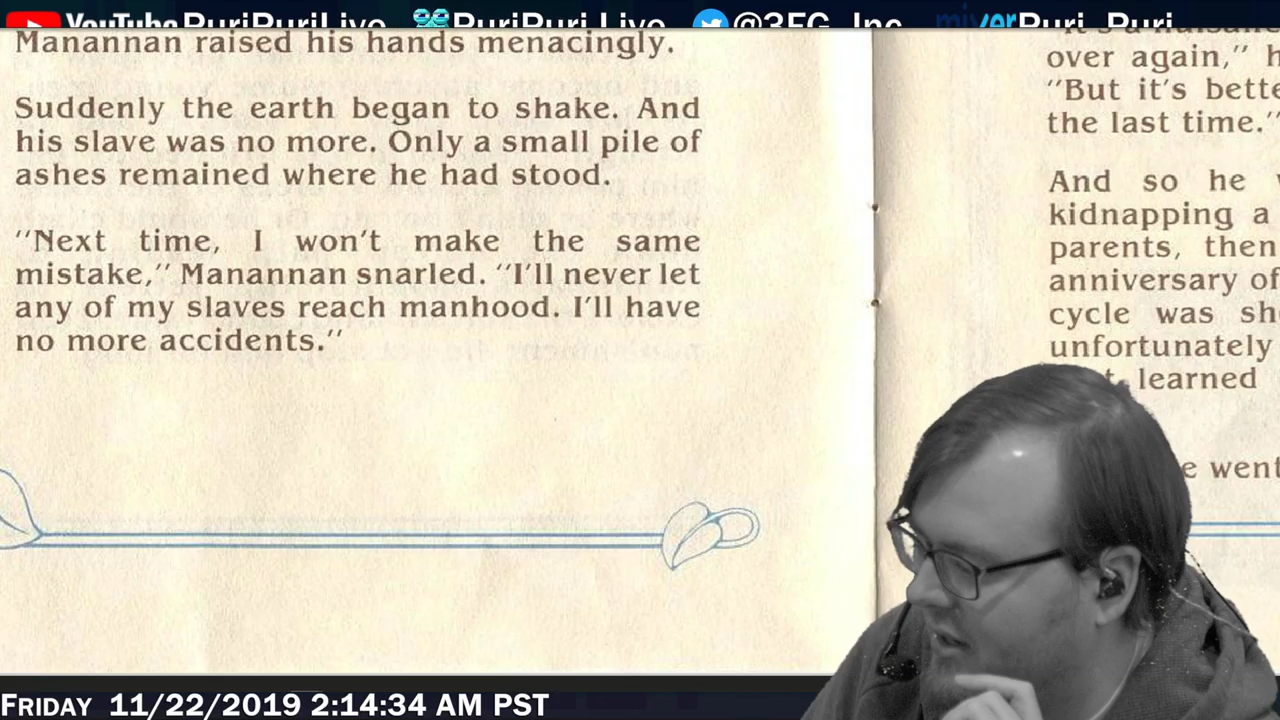 YouTube PuriPuriLive PuriPuri.Live @3FG_Inc Puri_Puri
Manannan raised his hands menacingly.
Suddenly the earth began to shake. And
his slave was no more. Only a small pile of
ashes remained where he had stood.
"Next time, I won't make the same
mistake," Manannan snarled. "I'll never let
any of my slaves reach manhood. I'll have
no more accidents."
over again," h
"But it's bette
the last time."
And so he
kidnapping a
parents, then
anniversary of
cycle was sh
unfortunately
learned
e went
FRIDAY 11/22/2019 2:14:34 AM PST